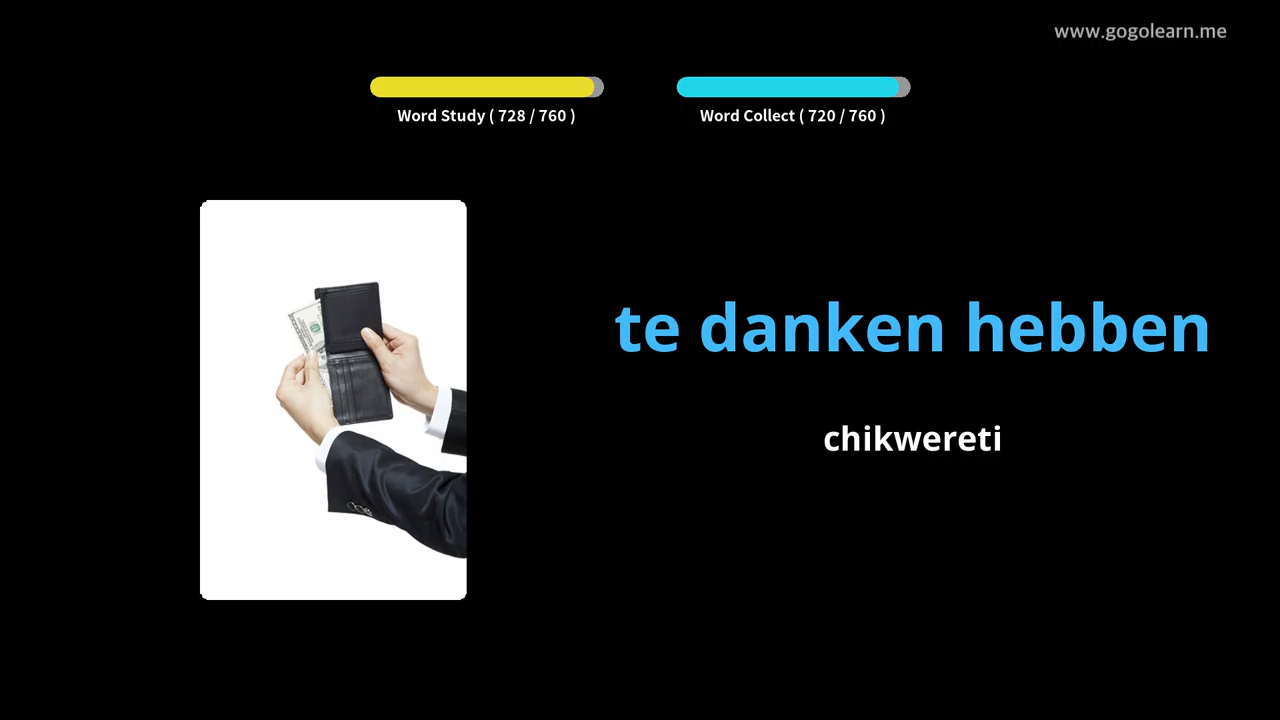 www.gogolearn.me
Word Study ( 728 / 760 )
Word Collect ( 720 / 760 )
te danken hebben
chikwereti